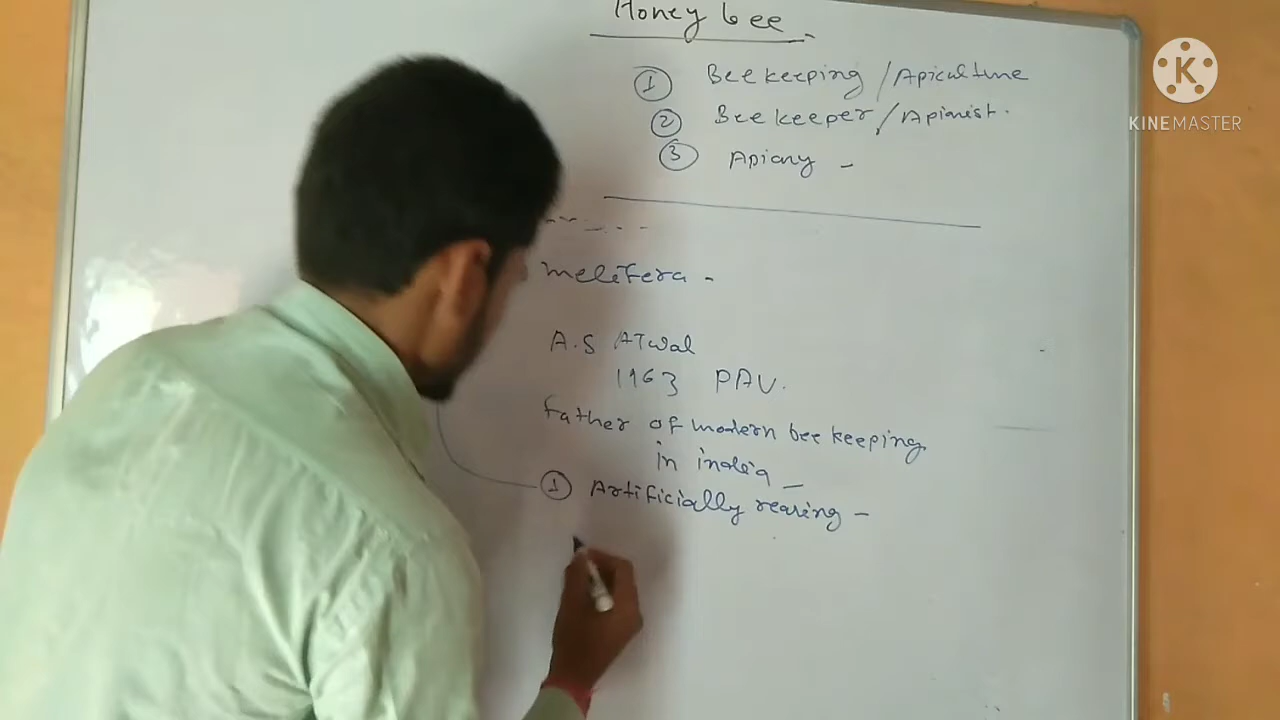 Honey bee
① Bee keeping / Apiculture
② Bee keeper / Apiarist.
③ Apiary -
melifera -
A.S ATwal
1963 PAU.
Father of modern bee keeping
in india
① Artificially rearing -
K
KINEMASTER